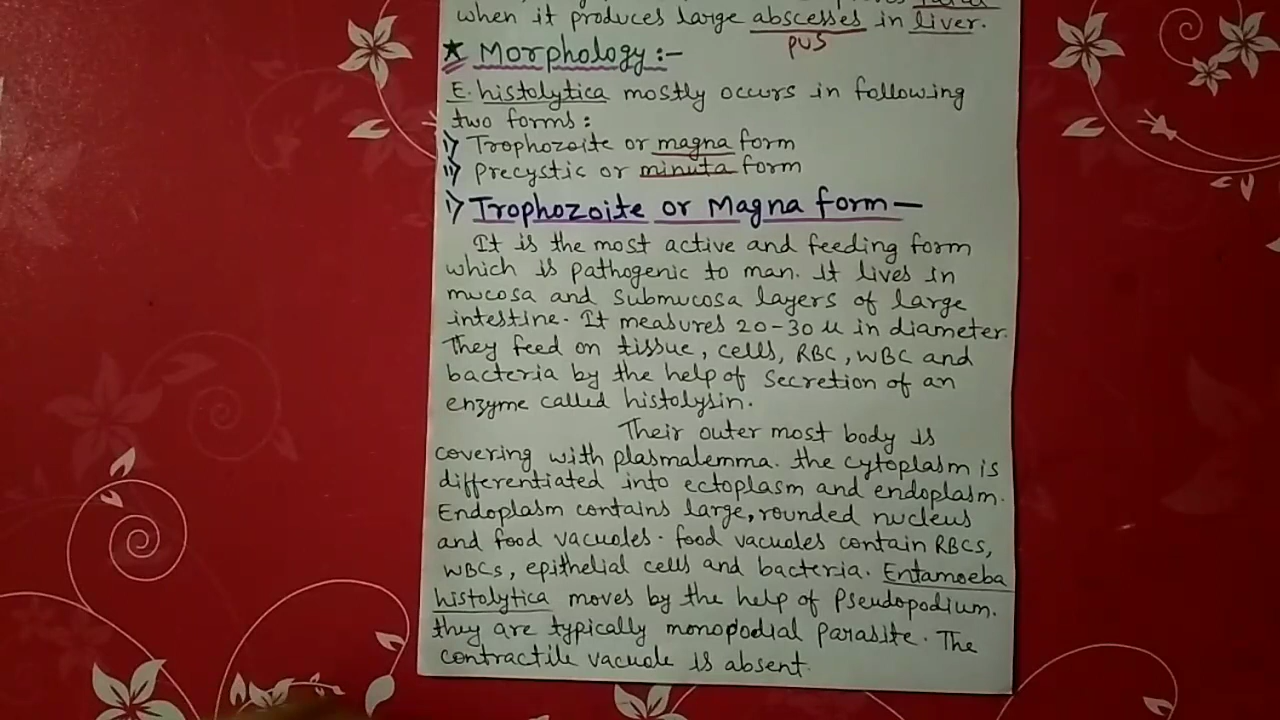 when it produces large abscesses in liver.
pus
★ Morphology :-
E. histolytica mostly occurs in following
two forms :
i) Trophozoite or magna form
ii) Precystic or minuta form
i) Trophozoite or Magna form —
It is the most active and feeding form
which is pathogenic to man. It lives in
mucosa and submucosa layers of large
intestine. It measures 20-30 µ in diameter.
They feed on tissue, cells, RBC, WBC and
bacteria by the help of secretion of an
enzyme called histolysin.
Their outer most body is
covering with plasmalemma. the cytoplasm is
differentiated into ectoplasm and endoplasm.
Endoplasm contains large, rounded nucleus
and food vacuoles. food vacuoles contain RBCs,
WBCs, epithelial cells and bacteria. Entamoeba
histolytica moves by the help of Pseudopodium.
they are typically monopodial parasite. The
contractile vacuole is absent.